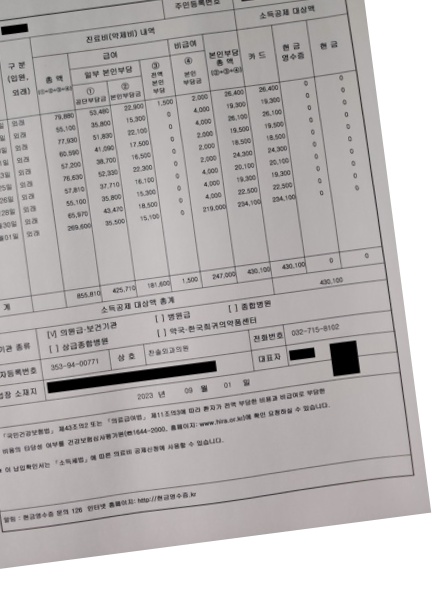 주민등록번호
진료비(약제비) 내역
소득공제 대상액
구 분
(입원,
외래)
총 액
(①+②+③+④)
급여
일부 본인부담
①
공단부담금
②
본인부담금
③
전액
본인
부담
비급여
④
본인
부담금
본인부담
총 액
(②+③+④)
카 드
현 금
영수증
현 금
외래 79,880 53,480 22,900 1,500 2,000 26,400 26,400 0 0
외래 55,100 35,800 15,300 0 4,000 19,300 19,300 0 0
외래 77,930 51,830 22,100 0 4,000 26,100 26,100 0 0
외래 60,590 41,090 17,500 0 2,000 19,500 19,500 0 0
외래 57,200 38,700 16,500 0 2,000 18,500 18,500 0 0
외래 76,630 52,330 22,300 0 2,000 24,300 24,300 0 0
외래 57,810 37,710 16,100 0 4,000 20,100 20,100 0 0
외래 55,100 35,800 15,300 0 4,000 19,300 19,300 0 0
외래 65,970 43,470 18,500 0 4,000 22,500 22,500 0 0
외래 269,600 35,500 15,100 0 219,000 234,100 234,100 0 0
계 855,810 425,710 181,600 1,500 247,000 430,100 430,100 0 0
소득공제 대상액 총계 430,100
기관 종류 [√] 의원급·보건기관 [ ] 병원급 [ ] 종합병원
[ ] 상급종합병원 [ ] 약국·한국희귀의약품센터
자등록번호 353-94-00771 상 호 전술외과의원 전화번호 032-715-8102
업장 소재지 대표자
2023 년 09 월 01 일
「국민건강보험법」 제43조의2 또는 「의료급여법」 제11조의3에 따라 환자가 전액 부담한 비용과 비급여로 부담한
비용의 타당성 여부를 건강보험심사평가원(☎1644-2000, 홈페이지: www.hira.or.kr)에 확인 요청하실 수 있습니다.
이 납입확인서는 「소득세법」에 따른 의료비 공제신청에 사용할 수 있습니다.
알림 : 현금영수증 문의 126 인터넷 홈페이지: http://현금영수증.kr